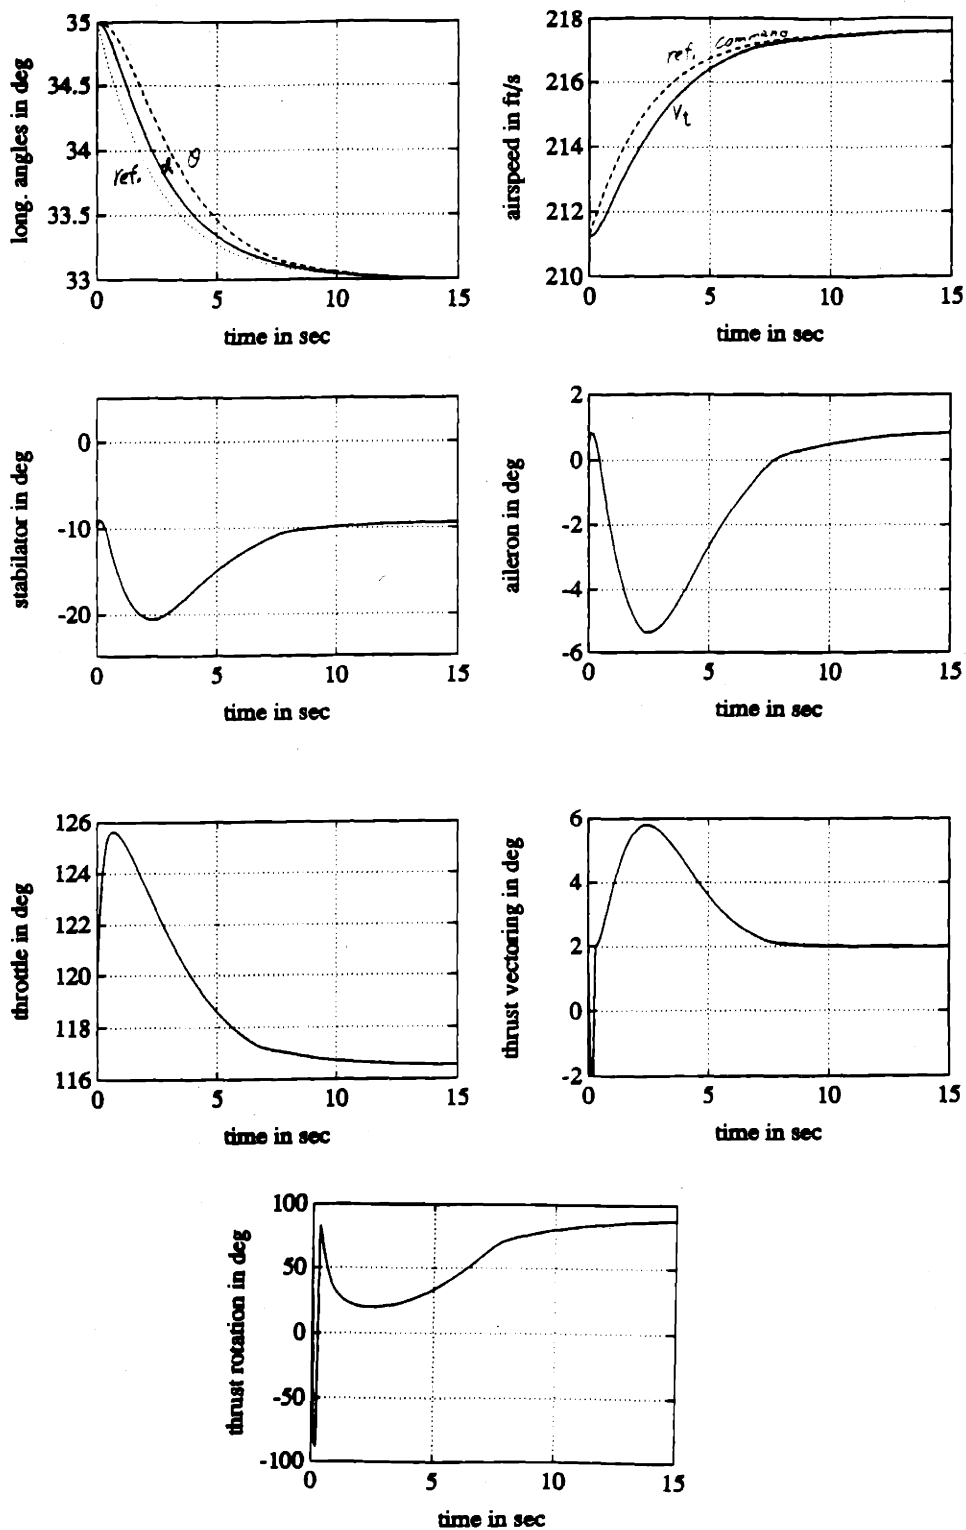 35
34.5
34
33.5
33
long. angles in deg
ref. α θ
0 5 10 15
time in sec
218
216
214
212
210
airspeed in ft/s
ref. command
Vt
0 5 10 15
time in sec
0
-10
-20
stabilator in deg
0 5 10 15
time in sec
2
0
-2
-4
-6
aileron in deg
0 5 10 15
time in sec
126
124
122
120
118
116
throttle in deg
0 5 10 15
time in sec
6
4
2
0
-2
thrust vectoring in deg
0 5 10 15
time in sec
100
50
0
-50
-100
thrust rotation in deg
0 5 10 15
time in sec